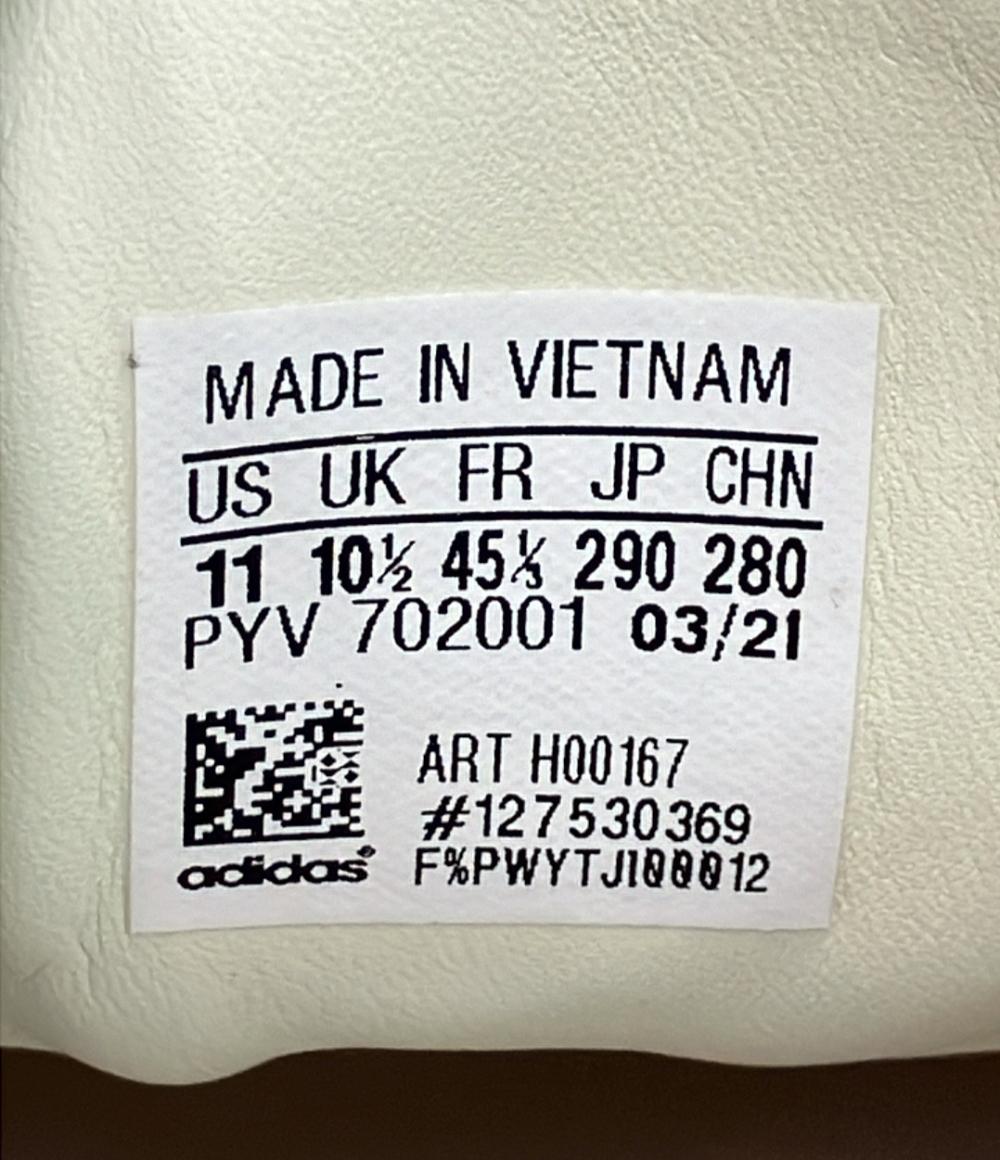 MADE IN VIETNAM
US UK FR JP CHN
11 10½ 45⅓ 290 280
PYV 702001 03/21
ART H00167
#127530369
adidas® F%PWYTJI00012